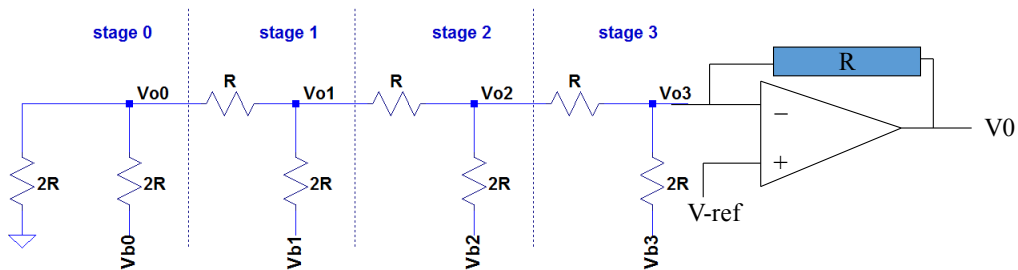 stage 0 stage 1 stage 2 stage 3
R
Vo0 R Vo1 R Vo2 R Vo3
−
V0
+
2R 2R 2R 2R 2R
V-ref
Vb0 Vb1 Vb2 Vb3